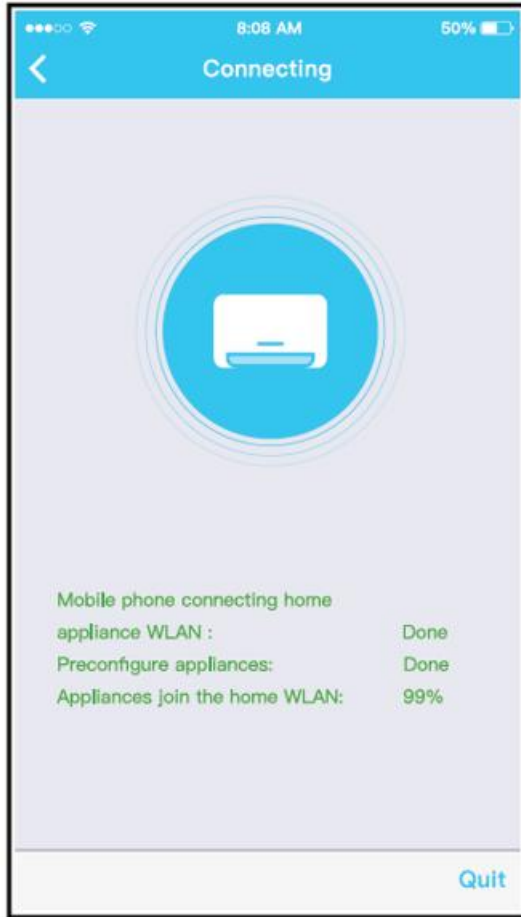 8:08 AM 50%
Connecting
Mobile phone connecting home
appliance WLAN : Done
Preconfigure appliances: Done
Appliances join the home WLAN: 99%
Quit